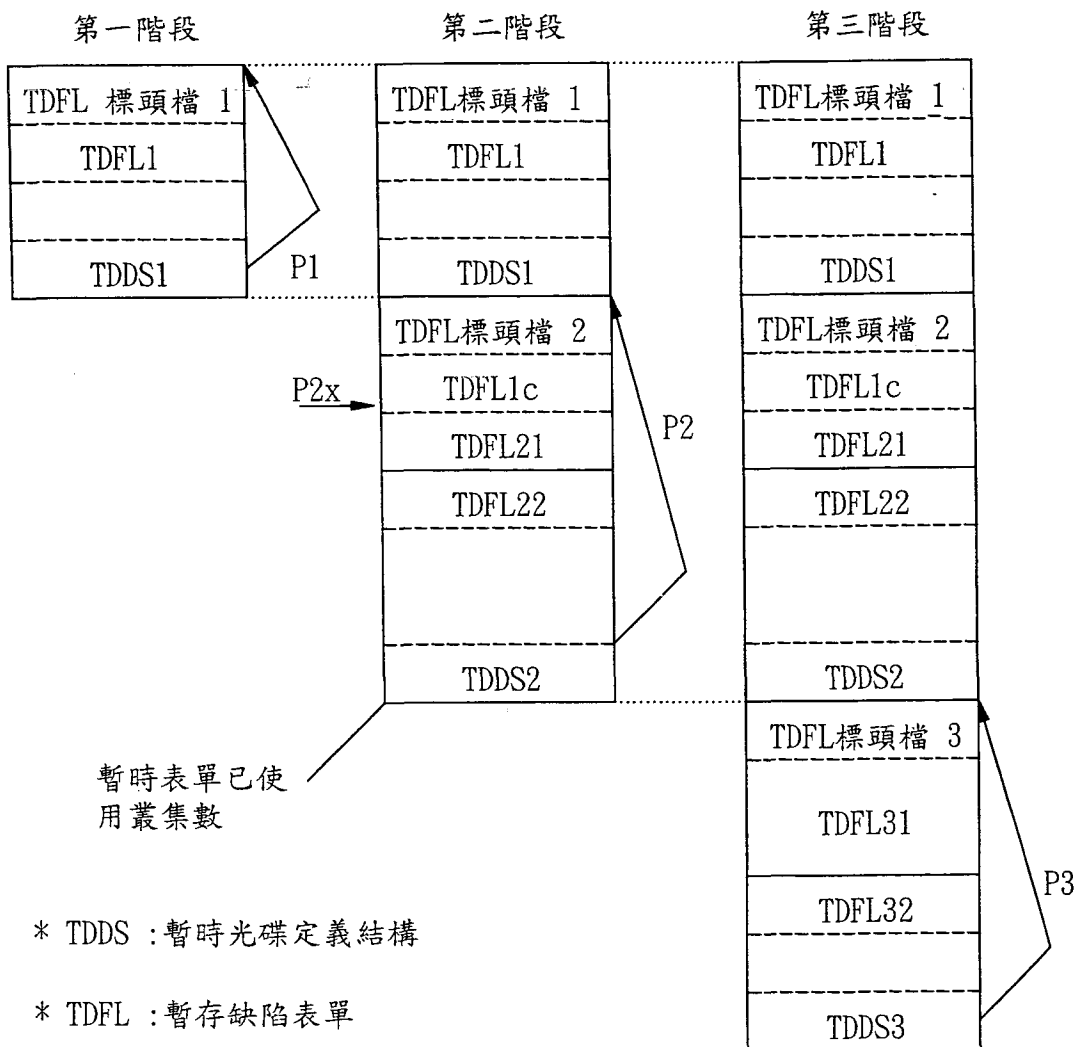 第一階段
第二階段
第三階段
TDFL 標頭檔 1
TDFL1
TDDS1
P1
TDFL標頭檔 1
TDFL1
TDDS1
TDFL標頭檔 2
P2x
TDFL1c
TDFL21
TDFL22
TDDS2
P2
TDFL標頭檔 1
TDFL1
TDDS1
TDFL標頭檔 2
TDFL1c
TDFL21
TDFL22
TDDS2
TDFL標頭檔 3
TDFL31
TDFL32
TDDS3
P3
暫時表單已使
用叢集數
* TDDS :暫時光碟定義結構
* TDFL :暫存缺陷表單